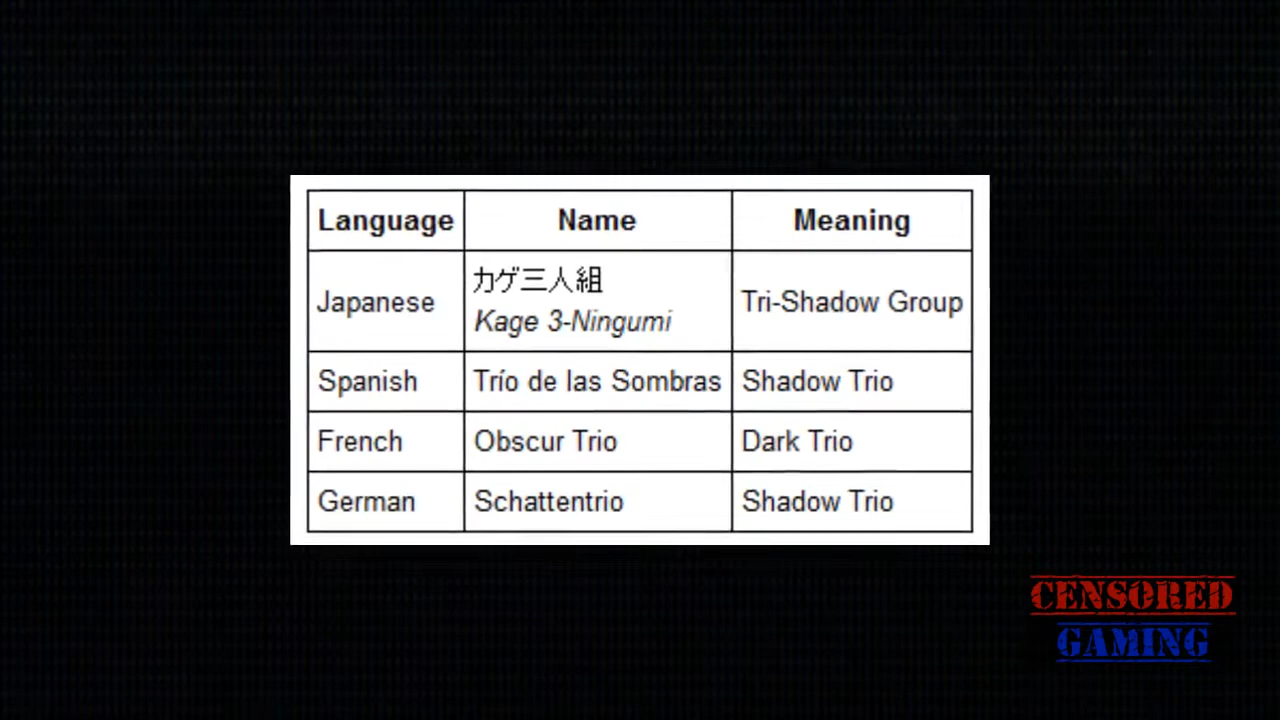 Language Name Meaning
Japanese カゲ三人組 Tri-Shadow Group
Kage 3-Ningumi
Spanish Trío de las Sombras Shadow Trio
French Obscur Trio Dark Trio
German Schattentrio Shadow Trio
CENSORED
GAMING